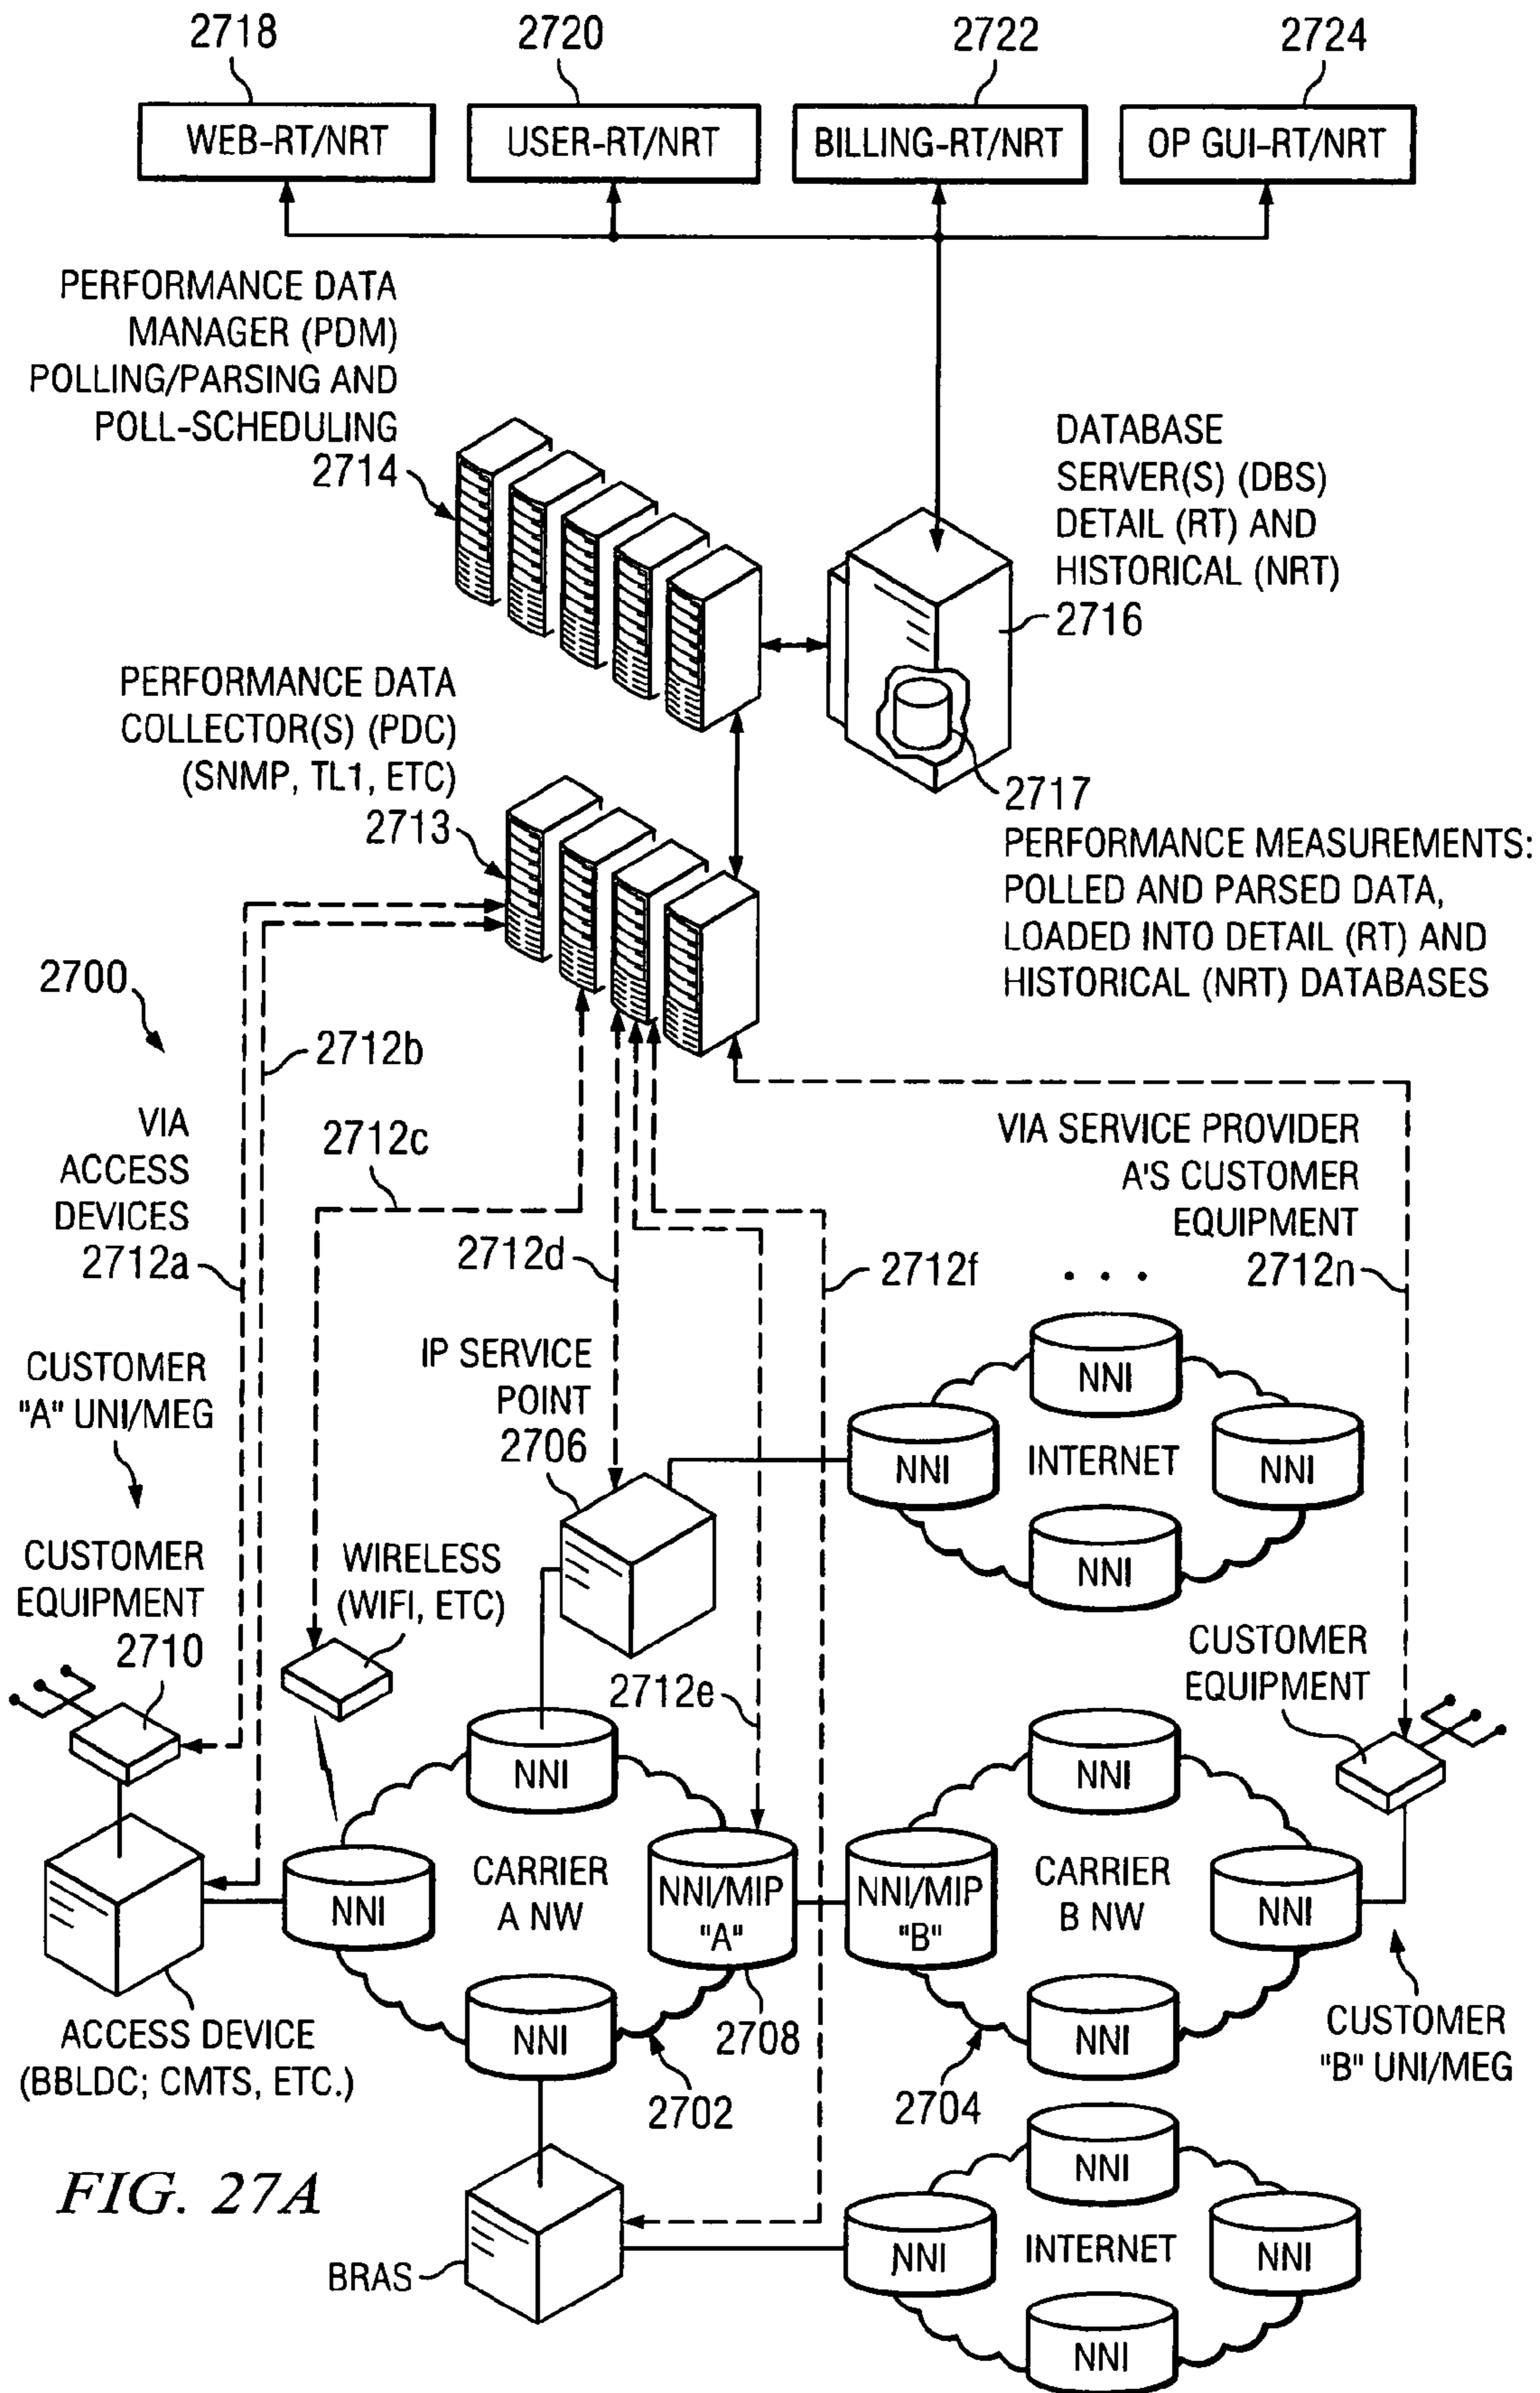 2718
2720
2722
2724
WEB-RT/NRT
USER-RT/NRT
BILLING-RT/NRT
OP GUI-RT/NRT
PERFORMANCE DATA
MANAGER (PDM)
POLLING/PARSING AND
POLL-SCHEDULING
2714
DATABASE
SERVER(S) (DBS)
DETAIL (RT) AND
HISTORICAL (NRT)
2716
PERFORMANCE DATA
COLLECTOR(S) (PDC)
(SNMP, TL1, ETC)
2713
2717
PERFORMANCE MEASUREMENTS:
POLLED AND PARSED DATA,
LOADED INTO DETAIL (RT) AND
HISTORICAL (NRT) DATABASES
2700
2712b
VIA
ACCESS
DEVICES
2712a
2712c
2712d
VIA SERVICE PROVIDER
A'S CUSTOMER
EQUIPMENT
2712n
2712f
. . .
CUSTOMER
"A" UNI/MEG
IP SERVICE
POINT
2706
NNI
NNI
INTERNET
NNI
NNI
CUSTOMER
EQUIPMENT
2710
WIRELESS
(WIFI, ETC)
2712e
CUSTOMER
EQUIPMENT
NNI
NNI
CARRIER
A NW
NNI/MIP
"A"
NNI
2708
2702
NNI
NNI/MIP
"B"
CARRIER
B NW
NNI
NNI
2704
CUSTOMER
"B" UNI/MEG
ACCESS DEVICE
(BBLDC; CMTS, ETC.)
FIG. 27A
BRAS
NNI
NNI
INTERNET
NNI
NNI